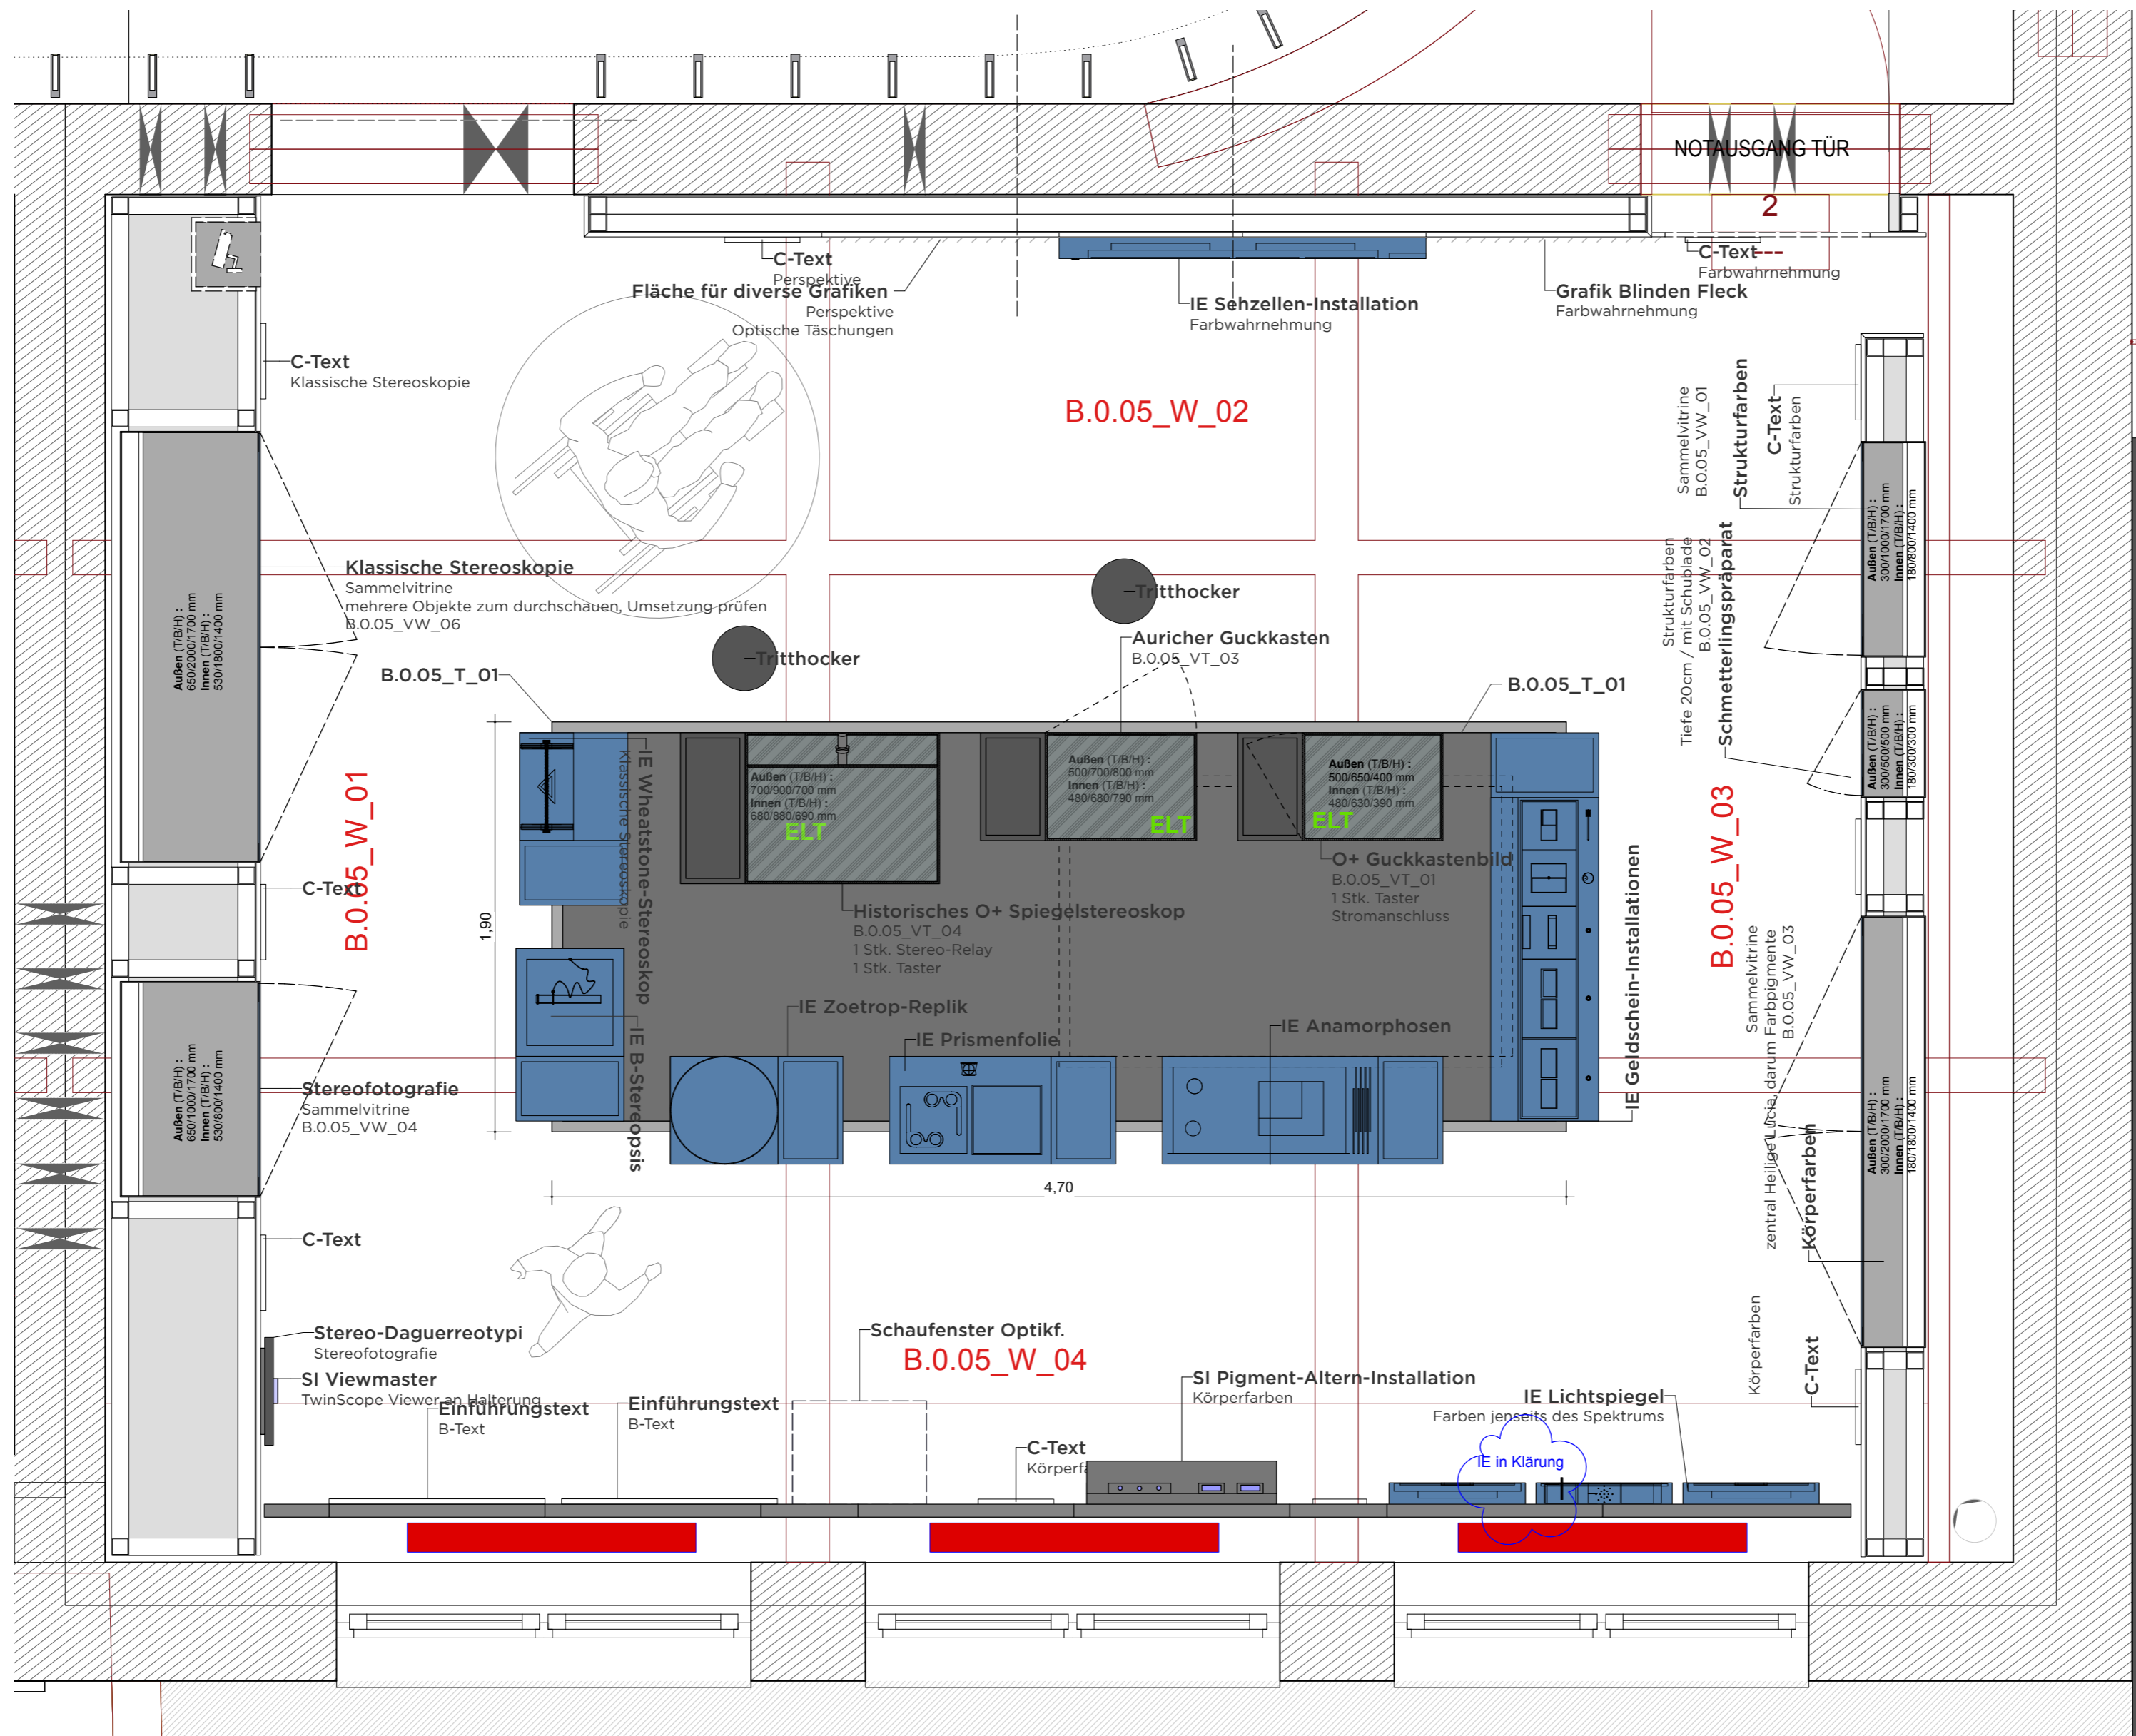 NOTAUSGANG TÜR
2
C-Text
Perspektive
Fläche für diverse Grafiken
Perspektive
Optische Täschungen
IE Sehzellen-Installation
Farbwahrnehmung
C-Text---
Farbwahrnehmung
Grafik Blinden Fleck
Farbwahrnehmung
C-Text
Klassische Stereoskopie
B.0.05_W_02
Sammelvitrine
B.0.05_VW_01
Strukturfarben
C-Text
Strukturfarben
Außen (T/B/H) :
300/1000/1700 mm
Innen (T/B/H) :
180/800/1400 mm
Klassische Stereoskopie
Sammelvitrine
mehrere Objekte zum durchschauen, Umsetzung prüfen
B.0.05_VW_06
Außen (T/B/H) :
650/2000/1700 mm
Innen (T/B/H) :
530/1800/1400 mm
Tritthocker
Tritthocker
Auricher Guckkasten
B.0.05_VT_03
Strukturfarben
Tiefe 20cm / mit Schublade
B.0.05_VW_02
Schmetterlingspräparat
Außen (T/B/H) :
300/500/500 mm
Innen (T/B/H) :
180/300/300 mm
B.0.05_T_01
B.0.05_T_01
B.0.05_W_01
1,90
IE Wheatstone-Stereoskop
Klassische Stereoskopie
Außen (T/B/H) :
700/900/700 mm
Innen (T/B/H) :
680/880/690 mm
ELT
Außen (T/B/H) :
500/700/800 mm
Innen (T/B/H) :
480/680/790 mm
ELT
Außen (T/B/H) :
500/650/400 mm
Innen (T/B/H) :
480/630/390 mm
ELT
O+ Guckkastenbild
B.0.05_VT_01
1 Stk. Taster
Stromanschluss
C-Text
Historisches O+ Spiegelstereoskop
B.0.05_VT_04
1 Stk. Stereo-Relay
1 Stk. Taster
B.0.05_W_03
IE Geldschein-Installationen
Sammelvitrine
zentral Heilige Lucia, darum Farbpigmente
B.0.05_VW_03
Körperfarben
Außen (T/B/H) :
300/2000/1700 mm
Innen (T/B/H) :
180/1800/1400 mm
IE Zoetrop-Replik
IE Prismenfolie
IE Anamorphosen
IE B-Stereopsis
Stereofotografie
Sammelvitrine
B.0.05_VW_04
Außen (T/B/H) :
650/1000/1700 mm
Innen (T/B/H) :
530/800/1400 mm
4,70
C-Text
Stereo-Daguerreotypi
Stereofotografie
SI Viewmaster
TwinScope Viewer an Halterung
Einführungstext
B-Text
Einführungstext
B-Text
Schaufenster Optikf.
B.0.05_W_04
C-Text
Körperfa
SI Pigment-Altern-Installation
Körperfarben
IE Lichtspiegel
Farben jenseits des Spektrums
IE in Klärung
Körperfarben
C-Text